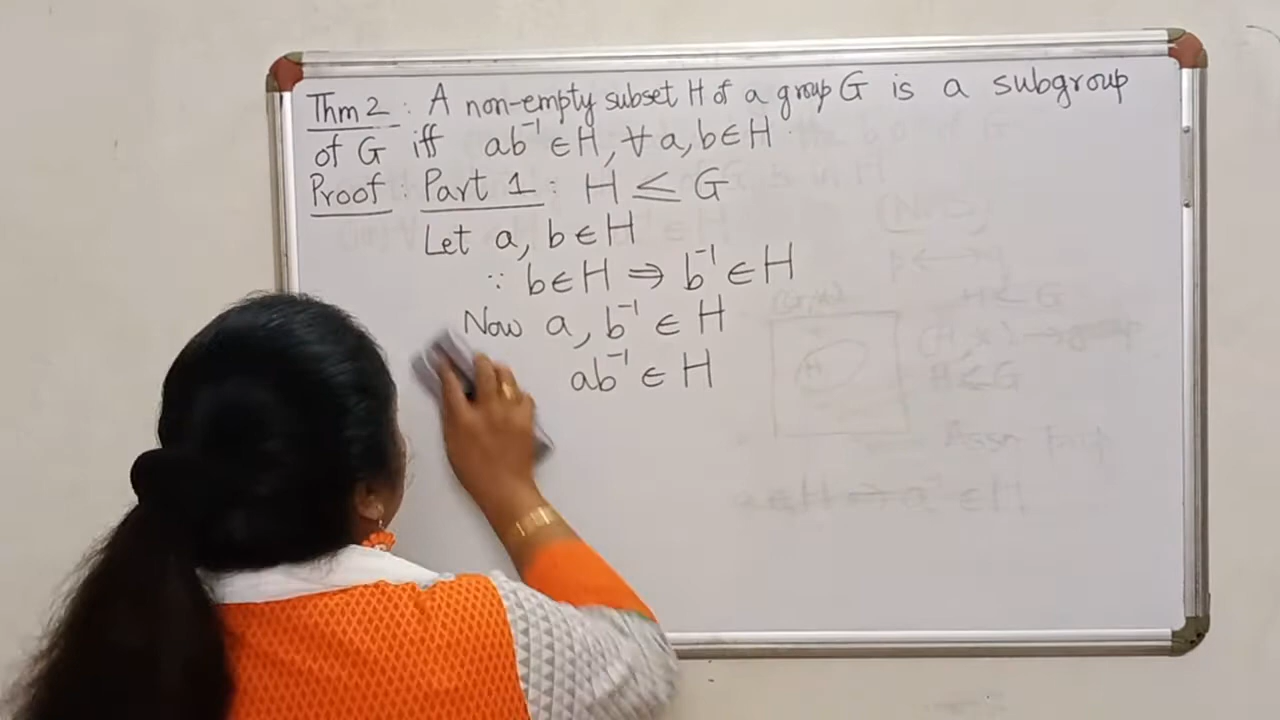 Thm 2 : A non-empty subset H of a group G is a subgroup
of G iff ab⁻¹ ∈ H, ∀ a, b ∈ H
Proof : Part 1 : H ≤ G
Let a, b ∈ H
∵ b ∈ H ⇒ b⁻¹ ∈ H
Now a, b⁻¹ ∈ H
ab⁻¹ ∈ H